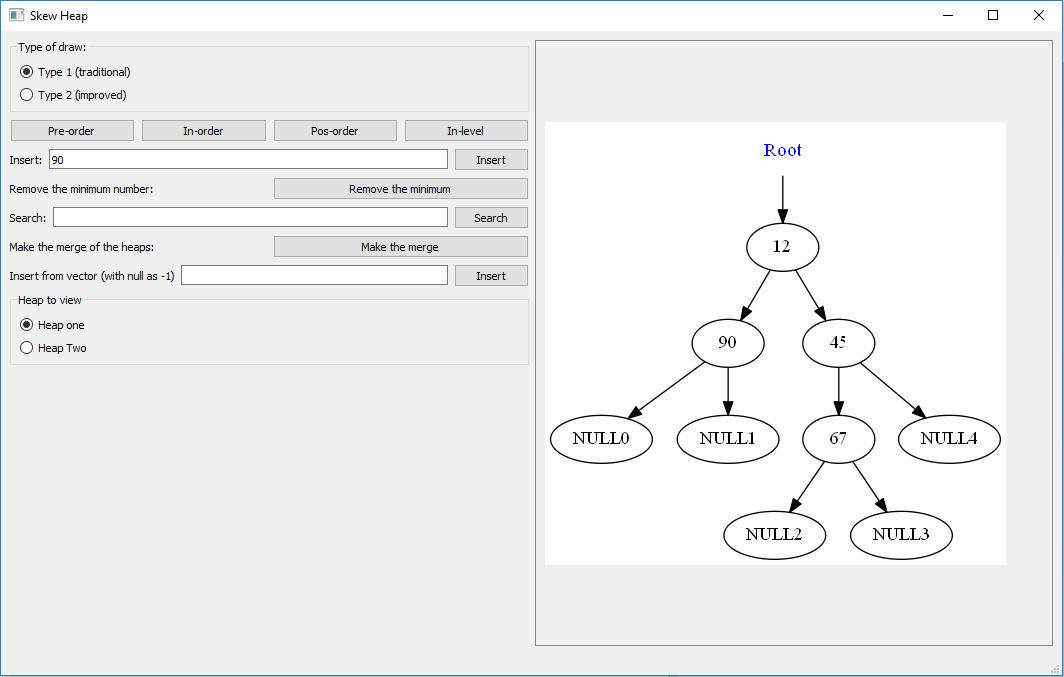 Skew Heap
Type of draw:
Type 1 (traditional)
Type 2 (improved)
Pre-order In-order Pos-order In-level
Insert: 90 Insert
Remove the minimum number: Remove the minimum
Search: Search
Make the merge of the heaps: Make the merge
Insert from vector (with null as -1) Insert
Heap to view
Heap one
Heap Two
Root
12
90 45
NULL0 NULL1 67 NULL4
NULL2 NULL3